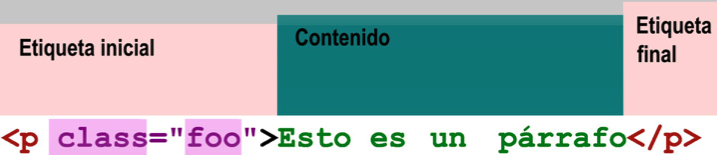 Etiqueta inicial
Contenido
Etiqueta
final
<p class="foo">Esto es un párrafo</p>